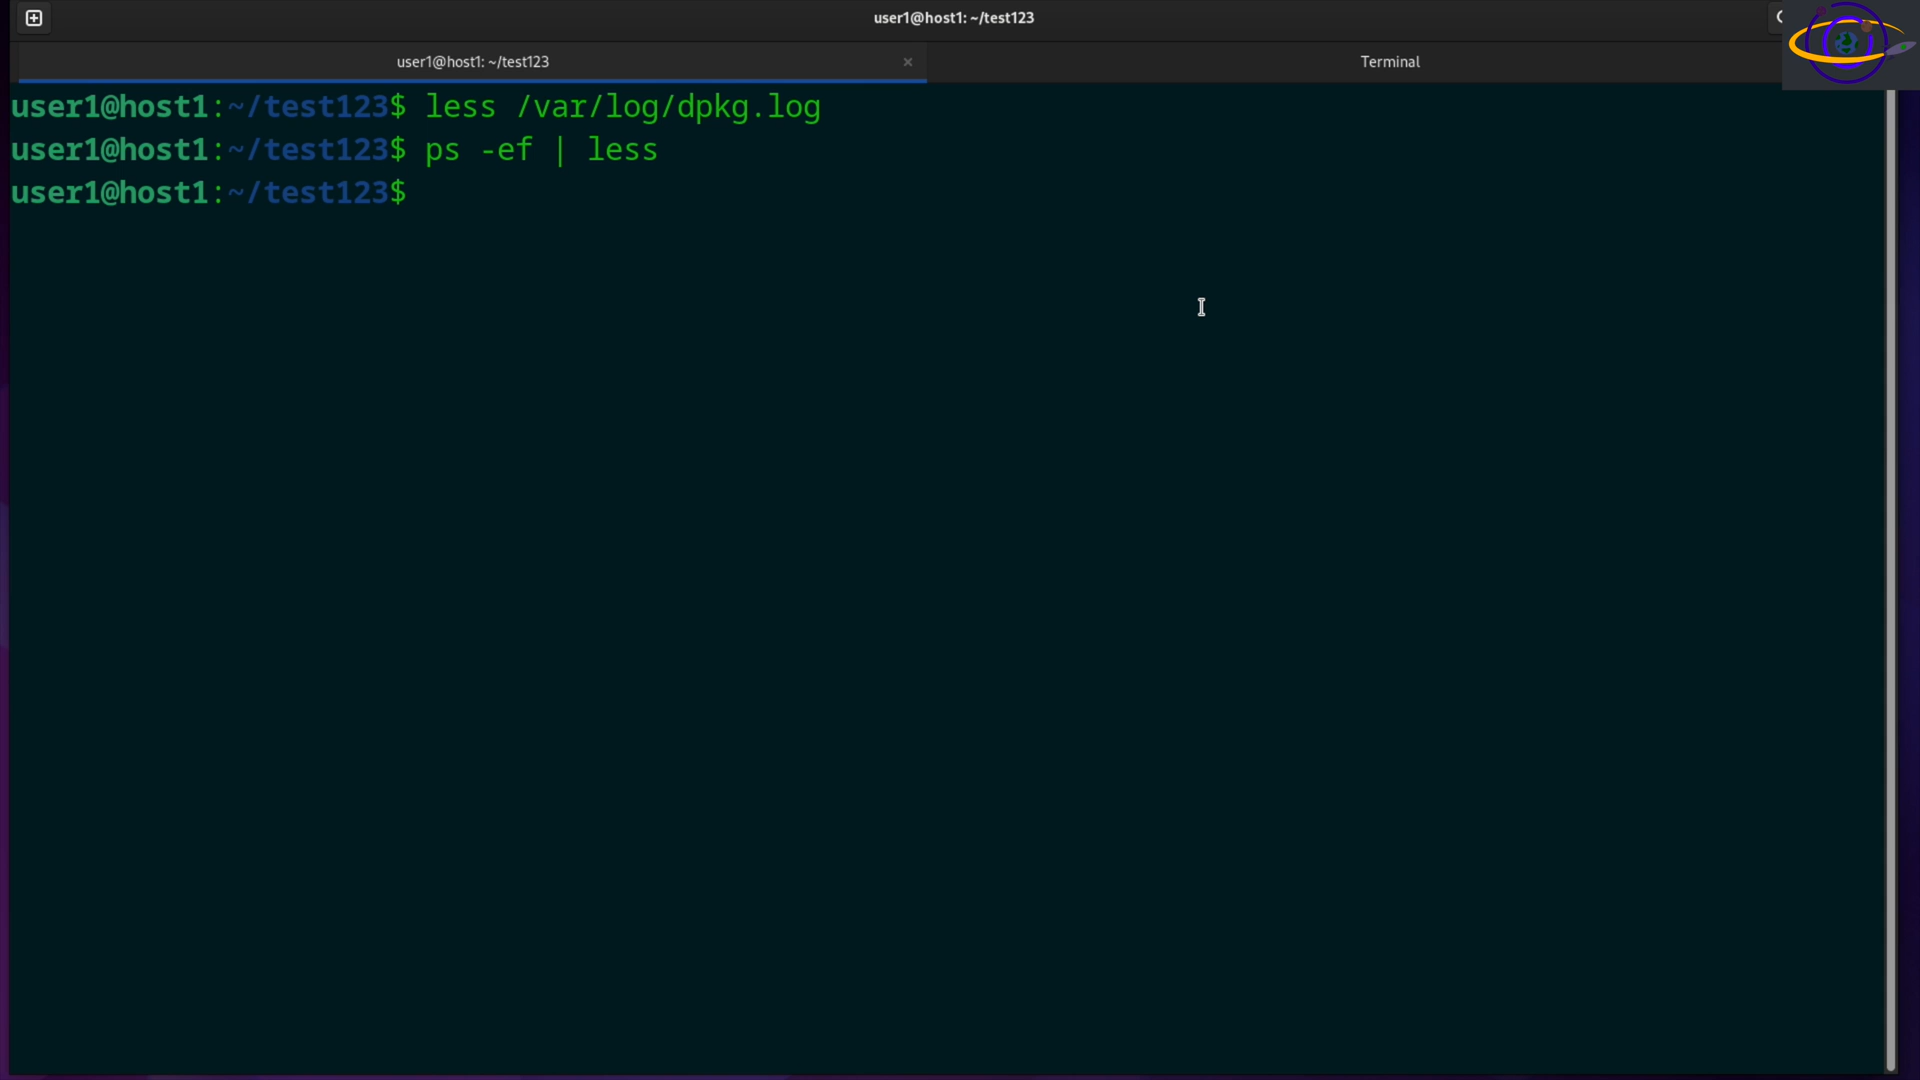 user1@host1: ~/test123
user1@host1: ~/test123 × Terminal
user1@host1:~/test123$ less /var/log/dpkg.log
user1@host1:~/test123$ ps -ef | less
user1@host1:~/test123$